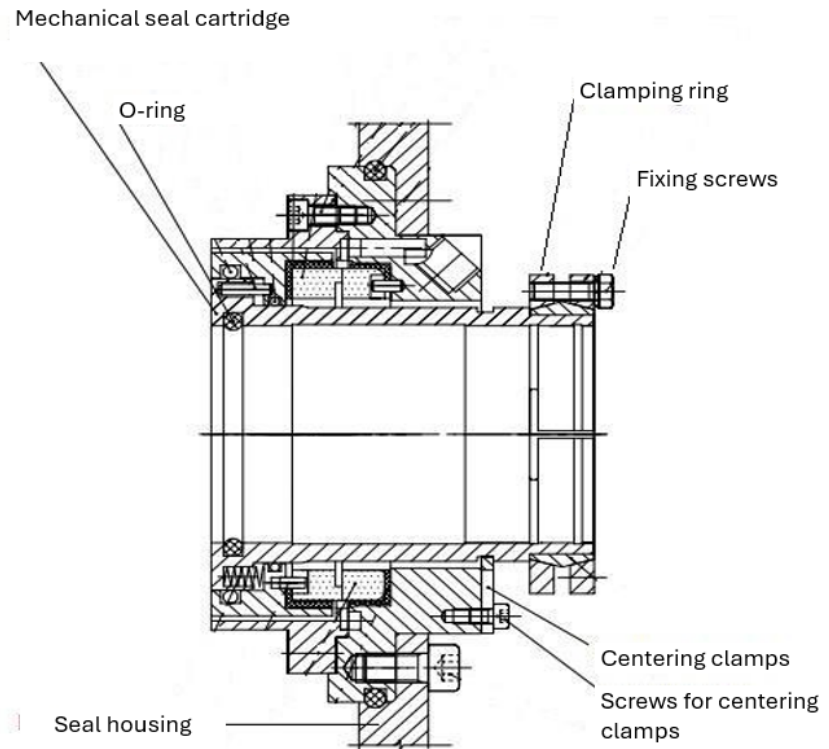 Mechanical seal cartridge
O-ring
Clamping ring
Fixing screws
Centering clamps
Screws for centering
clamps
Seal housing